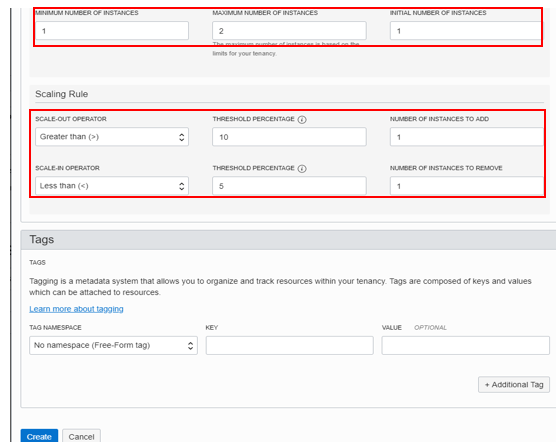 MINIMUM NUMBER OF INSTANCES MAXIMUM NUMBER OF INSTANCES INITIAL NUMBER OF INSTANCES
1 2 1
The maximum number of instances is based on the
limits for your tenancy.
Scaling Rule
SCALE-OUT OPERATOR THRESHOLD PERCENTAGE i NUMBER OF INSTANCES TO ADD
Greater than (>) 10 1
SCALE-IN OPERATOR THRESHOLD PERCENTAGE i NUMBER OF INSTANCES TO REMOVE
Less than (<) 5 1
Tags
TAGS
Tagging is a metadata system that allows you to organize and track resources within your tenancy. Tags are composed of keys and values
which can be attached to resources.
Learn more about tagging
TAG NAMESPACE KEY VALUE OPTIONAL
No namespace (Free-Form tag)
+ Additional Tag
Create Cancel